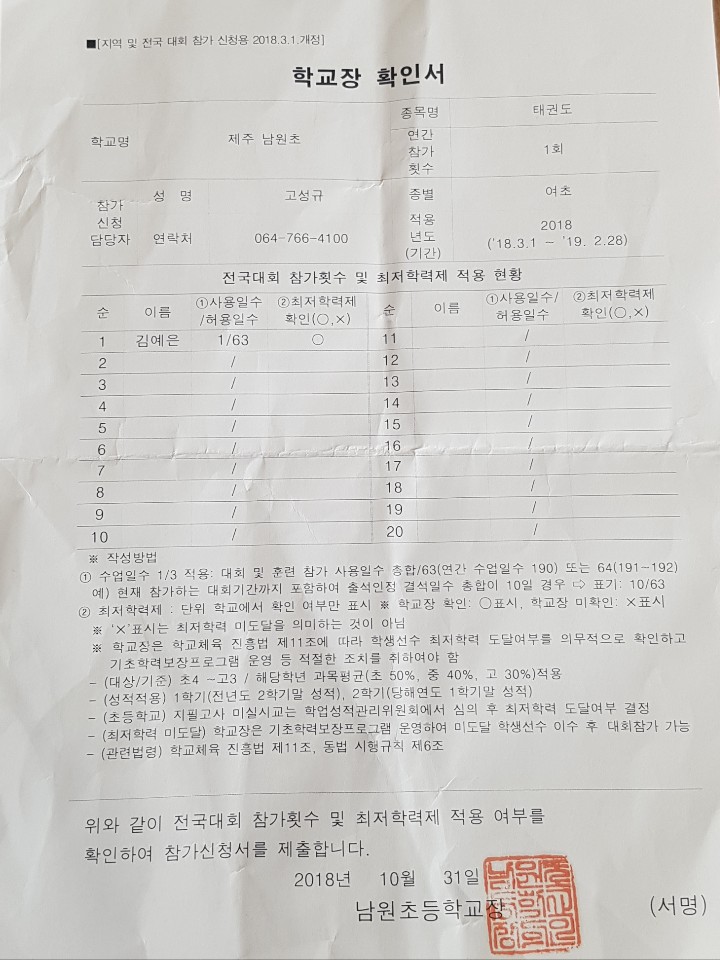 ■[지역 및 전국 대회 참가 신청용 2018.3.1.개정]
학교장 확인서
학교명 제주 남원초 종목명 태권도
연간 참가 횟수 1회
참가 신청 담당자 성 명 고성규 종별 여초
연락처 064-766-4100 적용 년도 (기간) 2018 ('18.3.1 ~ '19. 2.28)
전국대회 참가횟수 및 최저학력제 적용 현황
순 이름 ①사용일수/허용일수 ②최저학력제 확인(○,×) 순 이름 ①사용일수/허용일수 ②최저학력제 확인(○,×)
1 김예은 1/63 ○ 11 /
2 / 12 /
3 / 13 /
4 / 14 /
5 / 15 /
6 / 16 /
7 / 17 /
8 / 18 /
9 / 19 /
10 / 20 /
※ 작성방법
① 수업일수 1/3 적용: 대회 및 훈련 참가 사용일수 총합/63(연간 수업일수 190) 또는 64(191~192)
예) 현재 참가하는 대회기간까지 포함하여 출석인정 결석일수 총합이 10일 경우 ⇨ 표기: 10/63
② 최저학력제 : 단위 학교에서 확인 여부만 표시 ※ 학교장 확인: ○표시, 학교장 미확인: ×표시
※ '×'표시는 최저학력 미도달을 의미하는 것이 아님
※ 학교장은 학교체육 진흥법 제11조에 따라 학생선수 최저학력 도달여부를 의무적으로 확인하고
기초학력보장프로그램 운영 등 적절한 조치를 취하여야 함
- (대상/기준) 초4 ~고3 / 해당학년 과목평균(초 50%, 중 40%, 고 30%)적용
- (성적적용) 1학기(전년도 2학기말 성적), 2학기(당해연도 1학기말 성적)
- (초등학교) 지필고사 미실시교는 학업성적관리위원회에서 심의 후 최저학력 도달여부 결정
- (최저학력 미도달) 학교장은 기초학력보장프로그램 운영하여 미도달 학생선수 이수 후 대회참가 가능
- (관련법령) 학교체육 진흥법 제11조, 동법 시행규칙 제6조
위와 같이 전국대회 참가횟수 및 최저학력제 적용 여부를
확인하여 참가신청서를 제출합니다.
2018년 10월 31일
남원초등학교장 (서명)